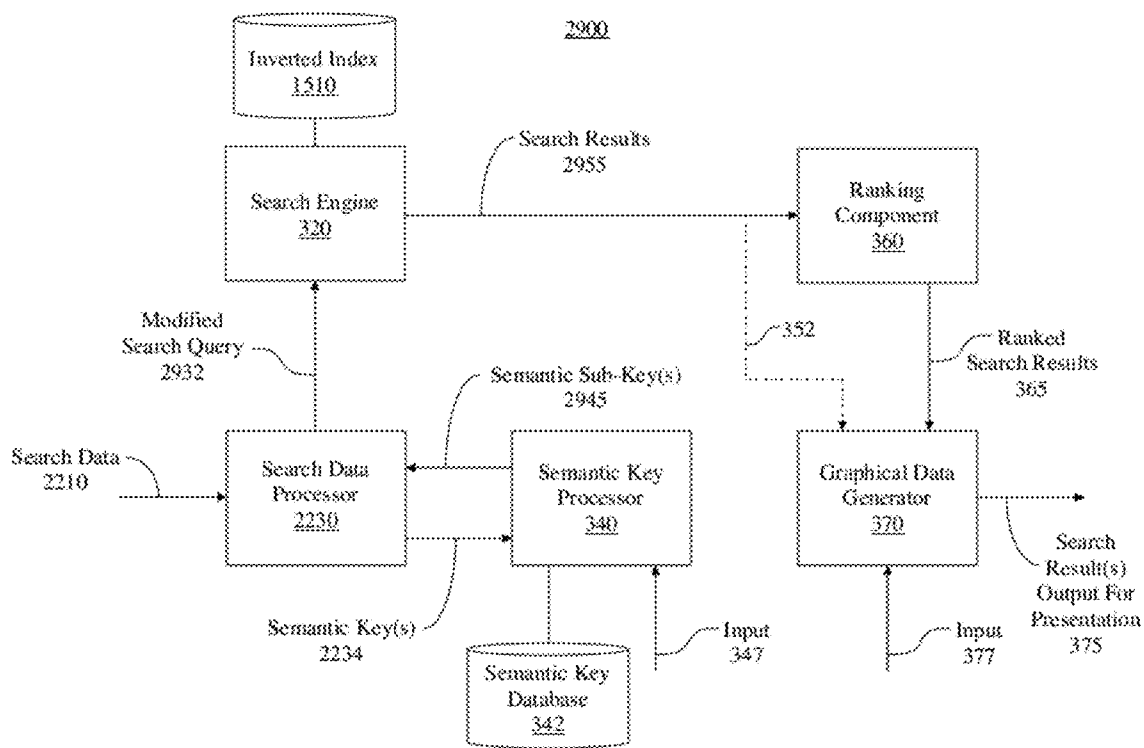 2900
Inverted Index
1510
Search Engine
320
Search Results
2955
Ranking
Component
360
Modified
Search Query
2932
352
Ranked
Search Results
365
Semantic Sub-Key(s)
2945
Search Data
2210
Search Data
Processor
2230
Semantic Key
Processor
340
Graphical Data
Generator
370
Semantic Key(s)
2234
Semantic Key
Database
342
Input
347
Input
377
Search
Result(s)
Output For
Presentation
375